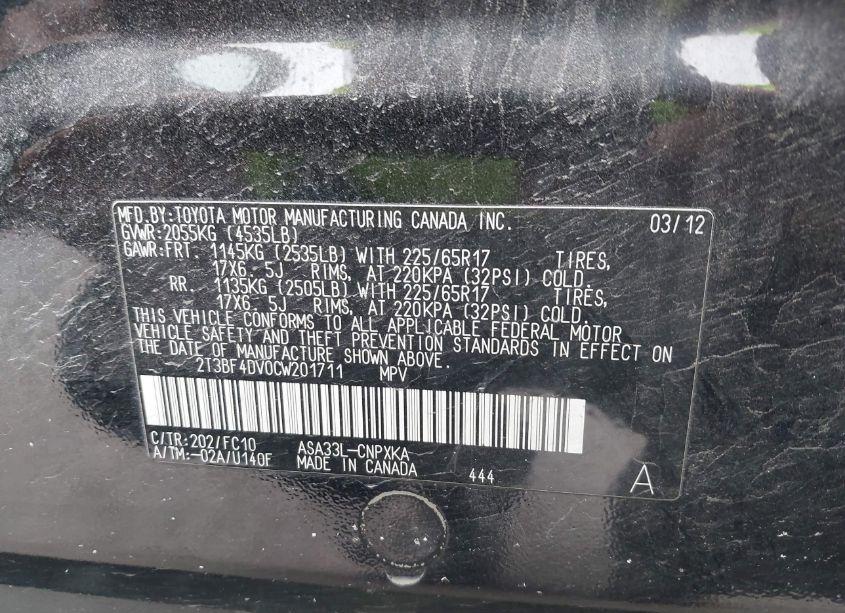 MFD.BY:TOYOTA MOTOR MANUFACTURING CANADA INC. 03/12
GVWR:2055KG (4535LB)
GAWR:FRT. 1145KG (2535LB) WITH 225/65R17 TIRES,
17X6.5J RIMS, AT 220KPA (32PSI) COLD.
RR. 1135KG (2505LB) WITH 225/65R17 TIRES,
17X6.5J RIMS, AT 220KPA (32PSI) COLD.
THIS VEHICLE CONFORMS TO ALL APPLICABLE FEDERAL MOTOR
VEHICLE SAFETY AND THEFT PREVENTION STANDARDS IN EFFECT ON
THE DATE OF MANUFACTURE SHOWN ABOVE.
2T3BF4DV0CW201711 MPV
C/TR:202/FC10 ASA33L-CNPXKA
A/TM:-02A/U140F MADE IN CANADA 444 A